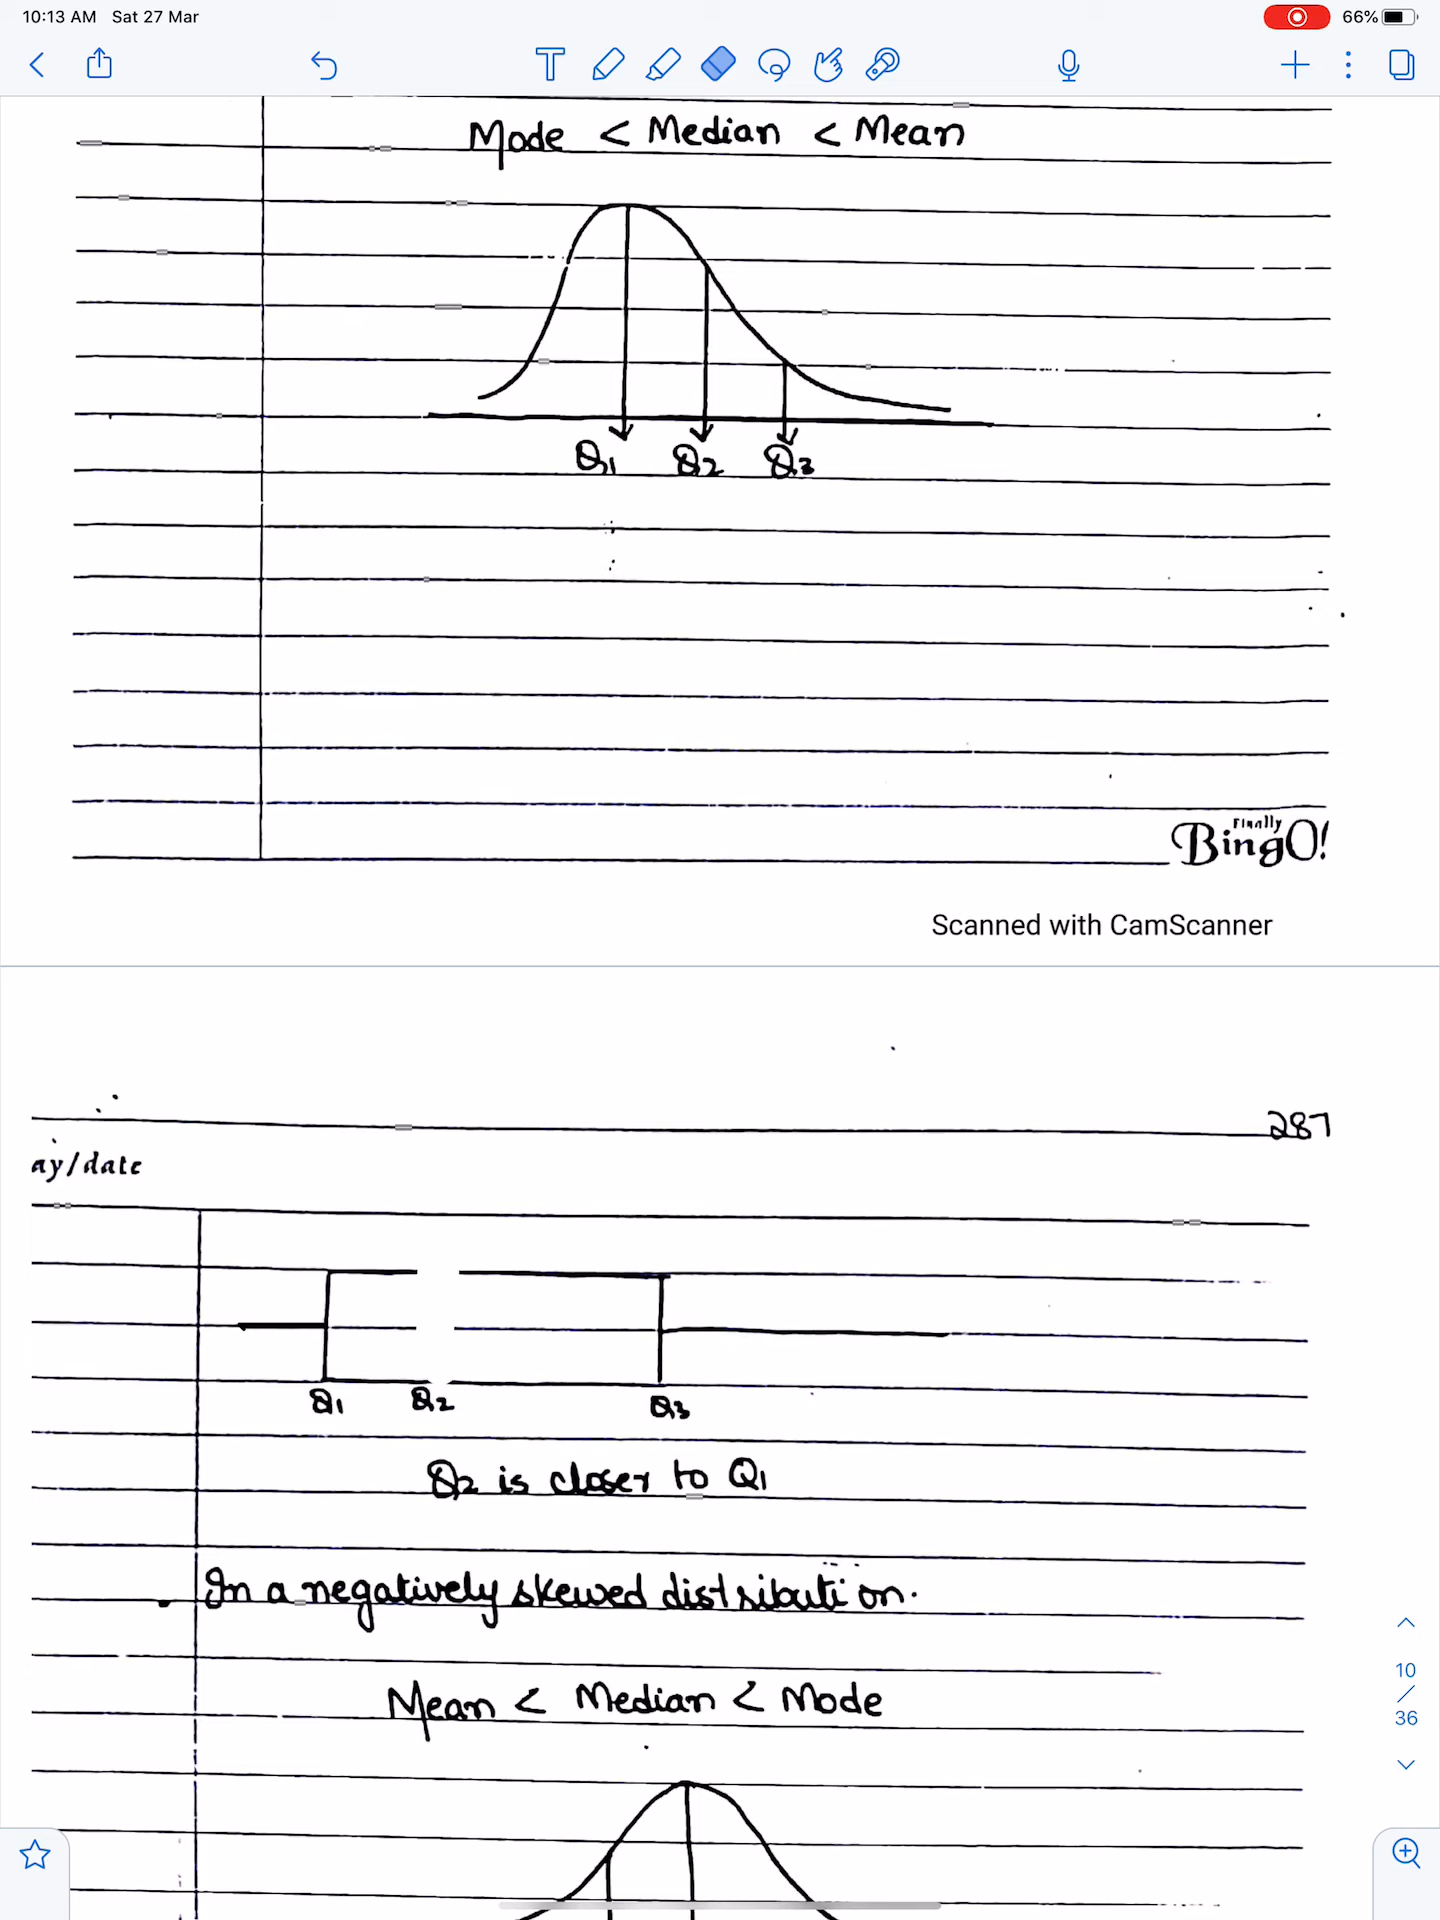 10:13 AM Sat 27 Mar 66%
Mode < Median < Mean
Q1 Q2 Q3
Finally
BingO!
Scanned with CamScanner
287
ay/date
Q1 Q2 Q3
Q2 is closer to Q1
. In a negatively skewed distribution.
Mean < Median < Mode
10
/
36